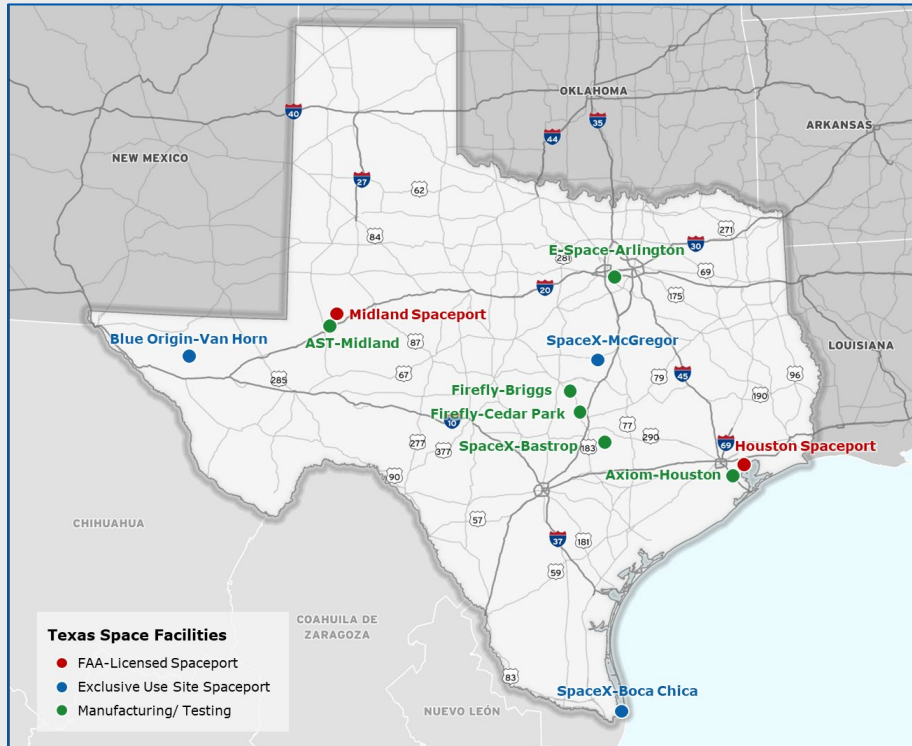 OKLAHOMA
40
35
44
ARKANSAS
NEW MEXICO
27
62
84
271
30
E-Space-Arlington
281
69
20
175
Midland Spaceport
AST-Midland
87
Blue Origin-Van Horn
SpaceX-McGregor
LOUISIANA
67
285
79
45
96
Firefly-Briggs
190
Firefly-Cedar Park
10
77
277
290
183
69
377
SpaceX-Bastrop
Houston Spaceport
90
Axiom-Houston
57
CHIHUAHUA
37
181
59
COAHUILA DE
ZARAGOZA
Texas Space Facilities
FAA-Licensed Spaceport
Exclusive Use Site Spaceport
Manufacturing/ Testing
83
SpaceX-Boca Chica
NUEVO LEÓN